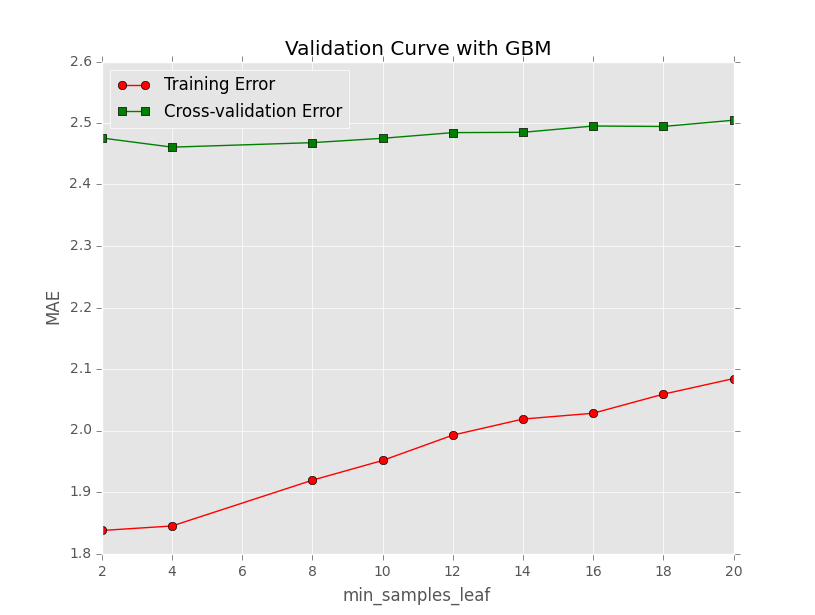 Validation Curve with GBM
Training Error
Cross-validation Error
2.6
2.5
2.4
2.3
2.2
2.1
2.0
1.9
1.8
MAE
2 4 6 8 10 12 14 16 18 20
min_samples_leaf